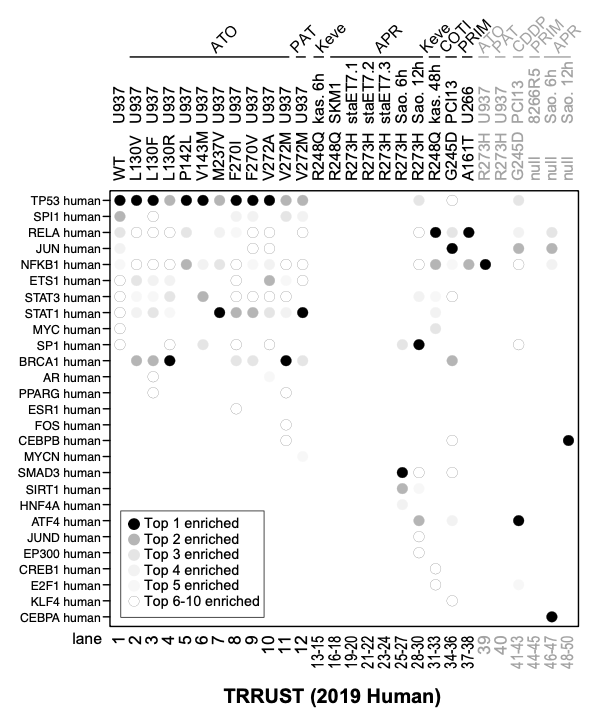 ATO PAT Keve APR Keve COTI PRIM ATO PAT CDDP PRIM APR
U937 U937 U937 U937 U937 U937 U937 U937 U937 U937 U937 U937 kas. 6h SKM1 staET7.1 staET7.2 staET7.3 Sao. 6h Sao. 12h kas. 48h PCI13 U266 U937 U937 PCI13 8266R5 Sao. 6h Sao. 12h
WT L130V L130F L130R P142L V143M M237V F270I F270V V272A V272M V272M R248Q R248Q R273H R273H R273H R273H R273H R248Q G245D A161T R273H R273H G245D null null null
TP53 human
SPI1 human
RELA human
JUN human
NFKB1 human
ETS1 human
STAT3 human
STAT1 human
MYC human
SP1 human
BRCA1 human
AR human
PPARG human
ESR1 human
FOS human
CEBPB human
MYCN human
SMAD3 human
SIRT1 human
HNF4A human
ATF4 human
JUND human
EP300 human
CREB1 human
E2F1 human
KLF4 human
CEBPA human
Top 1 enriched
Top 2 enriched
Top 3 enriched
Top 4 enriched
Top 5 enriched
Top 6-10 enriched
lane 1 2 3 4 5 6 7 8 9 10 11 12 13-15 16-18 19-20 21-22 23-24 25-27 28-30 31-33 34-36 37-38 39 40 41-43 44-45 46-47 48-50
TRRUST (2019 Human)